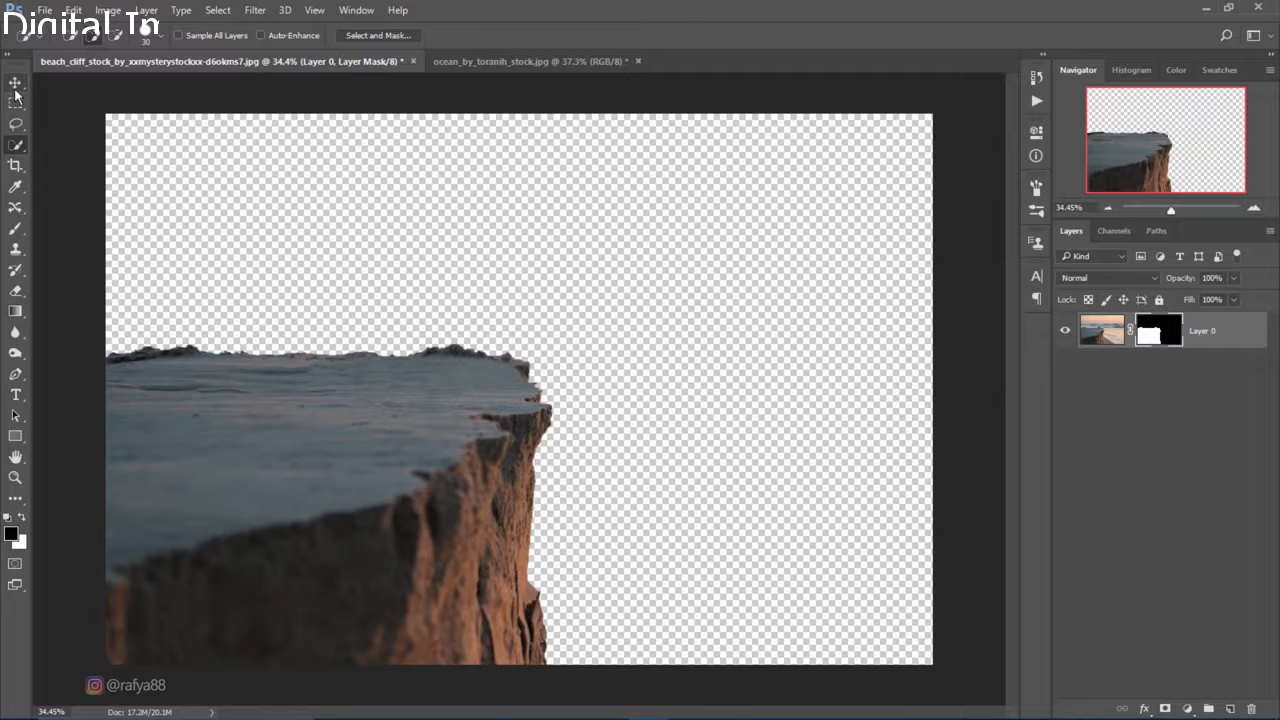 Ps File Edit Image Layer Type Select Filter 3D View Window Help
Digital Tr
30 Sample All Layers Auto-Enhance Select and Mask...
beach_cliff_stock_by_xxmysterystockxx-d6okms7.jpg @ 34.4% (Layer 0, Layer Mask/8) * ocean_by_toranih_stock.jpg @ 37.3% (RGB/8) *
Navigator Histogram Color Swatches
34.45%
Layers Channels Paths
Kind
Normal Opacity: 100%
Lock: Fill: 100%
Layer 0
@rafya88
34.45% Doc: 17.2M/20.1M